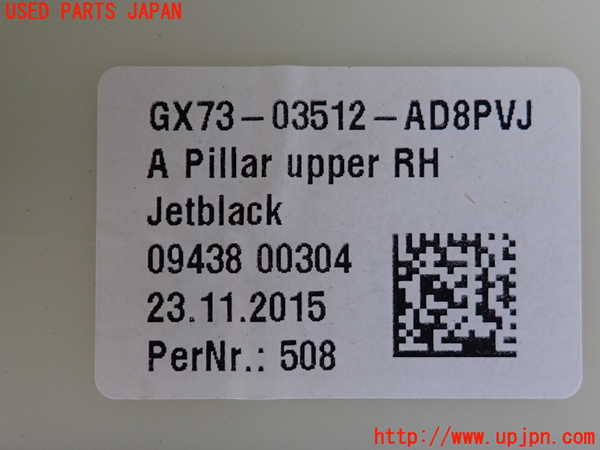 USED PARTS JAPAN
GX73-03512-AD8PVJ
A Pillar upper RH
Jetblack
09438 00304
23.11.2015
PerNr.: 508
http://www.upjpn.com/